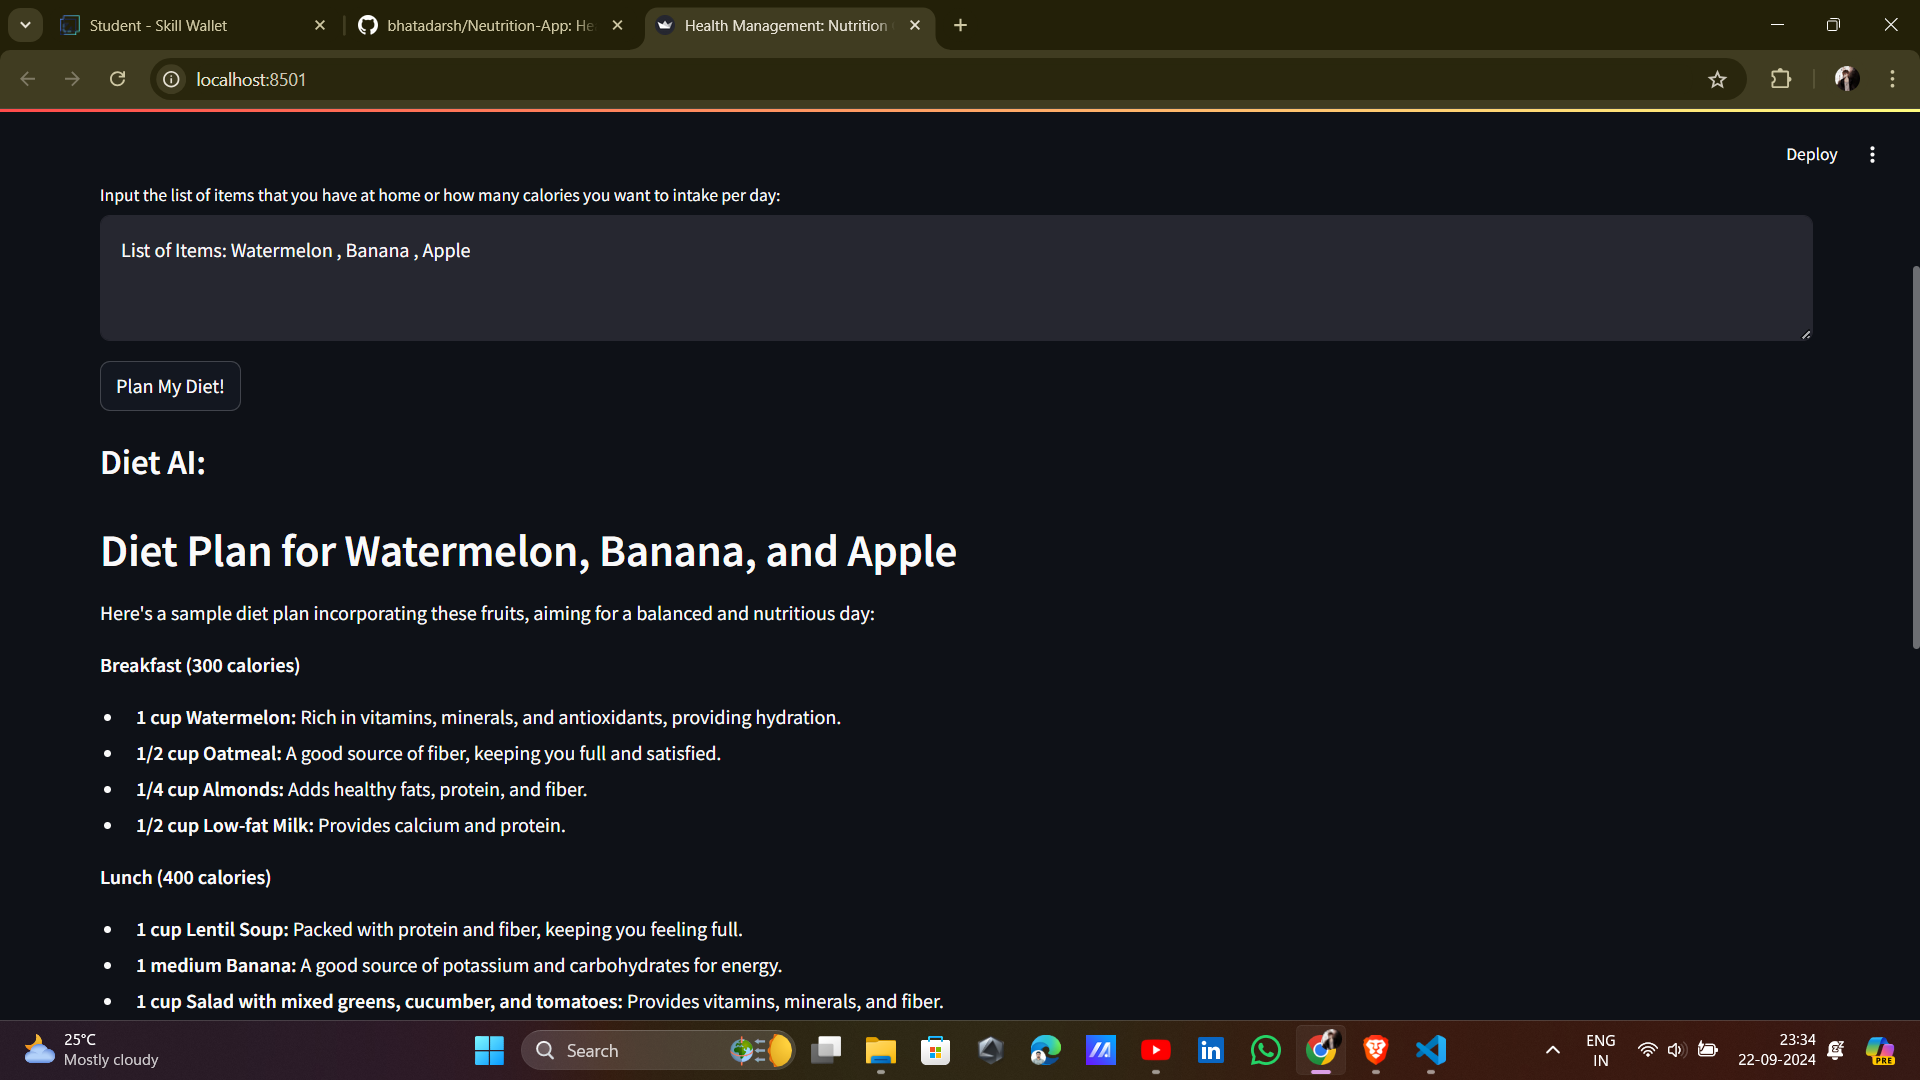 Student - Skill Wallet
bhatadarsh/Neutrition-App: He
Health Management: Nutrition
localhost:8501
Deploy
Input the list of items that you have at home or how many calories you want to intake per day:
List of Items: Watermelon , Banana , Apple
Plan My Diet!
Diet AI:
Diet Plan for Watermelon, Banana, and Apple
Here's a sample diet plan incorporating these fruits, aiming for a balanced and nutritious day:
Breakfast (300 calories)
• 1 cup Watermelon: Rich in vitamins, minerals, and antioxidants, providing hydration.
• 1/2 cup Oatmeal: A good source of fiber, keeping you full and satisfied.
• 1/4 cup Almonds: Adds healthy fats, protein, and fiber.
• 1/2 cup Low-fat Milk: Provides calcium and protein.
Lunch (400 calories)
• 1 cup Lentil Soup: Packed with protein and fiber, keeping you feeling full.
• 1 medium Banana: A good source of potassium and carbohydrates for energy.
• 1 cup Salad with mixed greens, cucumber, and tomatoes: Provides vitamins, minerals, and fiber.
25°C
Mostly cloudy
Search
in
ENG
IN
23:34
22-09-2024
PRE